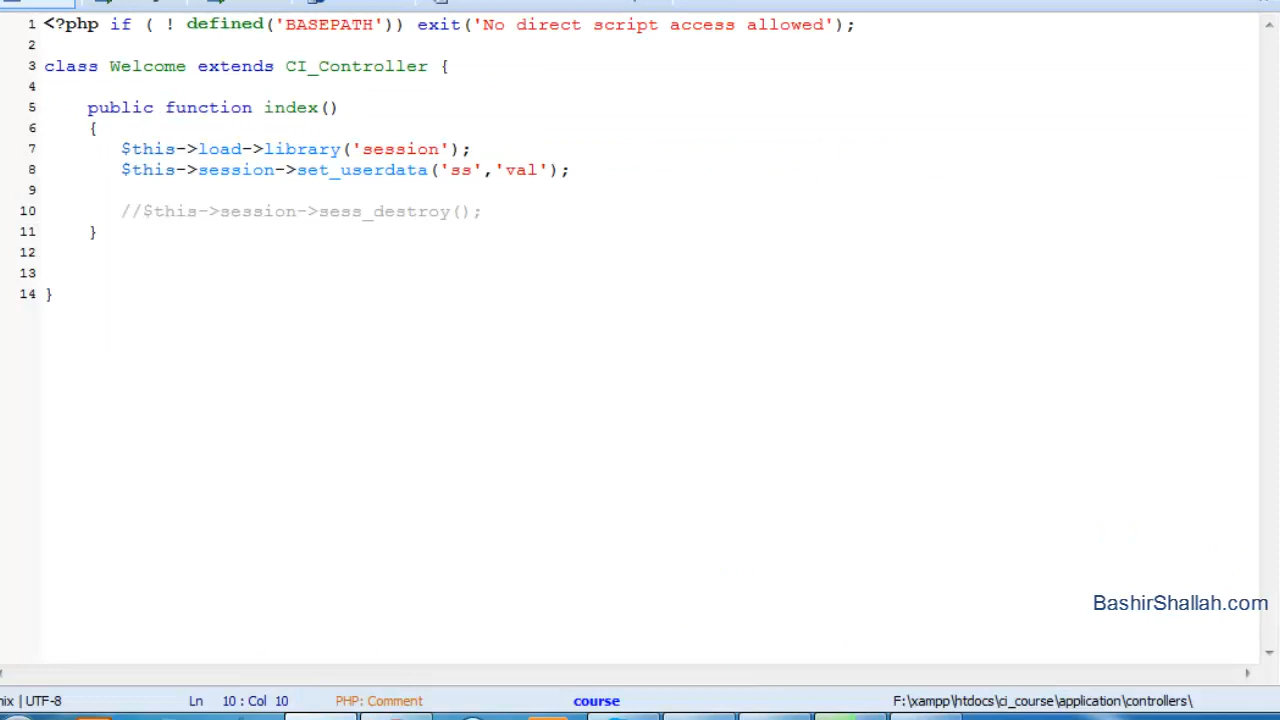 1 <?php if ( ! defined('BASEPATH')) exit('No direct script access allowed');
2
3 class Welcome extends CI_Controller {
4
5 public function index()
6 {
7 $this->load->library('session');
8 $this->session->set_userdata('ss','val');
9
10 //$this->session->sess_destroy();
11 }
12
13
14 }
BashirShallah.com
nix | UTF-8 Ln 10 : Col 10 PHP: Comment course F:\xampp\htdocs\ci_course\application\controllers\